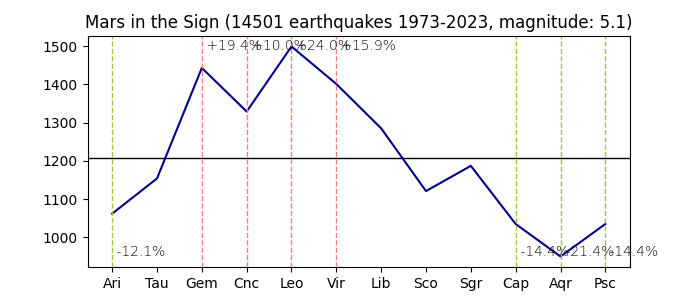 Mars in the Sign (14501 earthquakes 1973-2023, magnitude: 5.1)
1500
+19.4% +10.0% +24.0% +15.9%
1400
1300
1200
1100
1000
-12.1% -14.4% -21.4% -14.4%
Ari Tau Gem Cnc Leo Vir Lib Sco Sgr Cap Aqr Psc